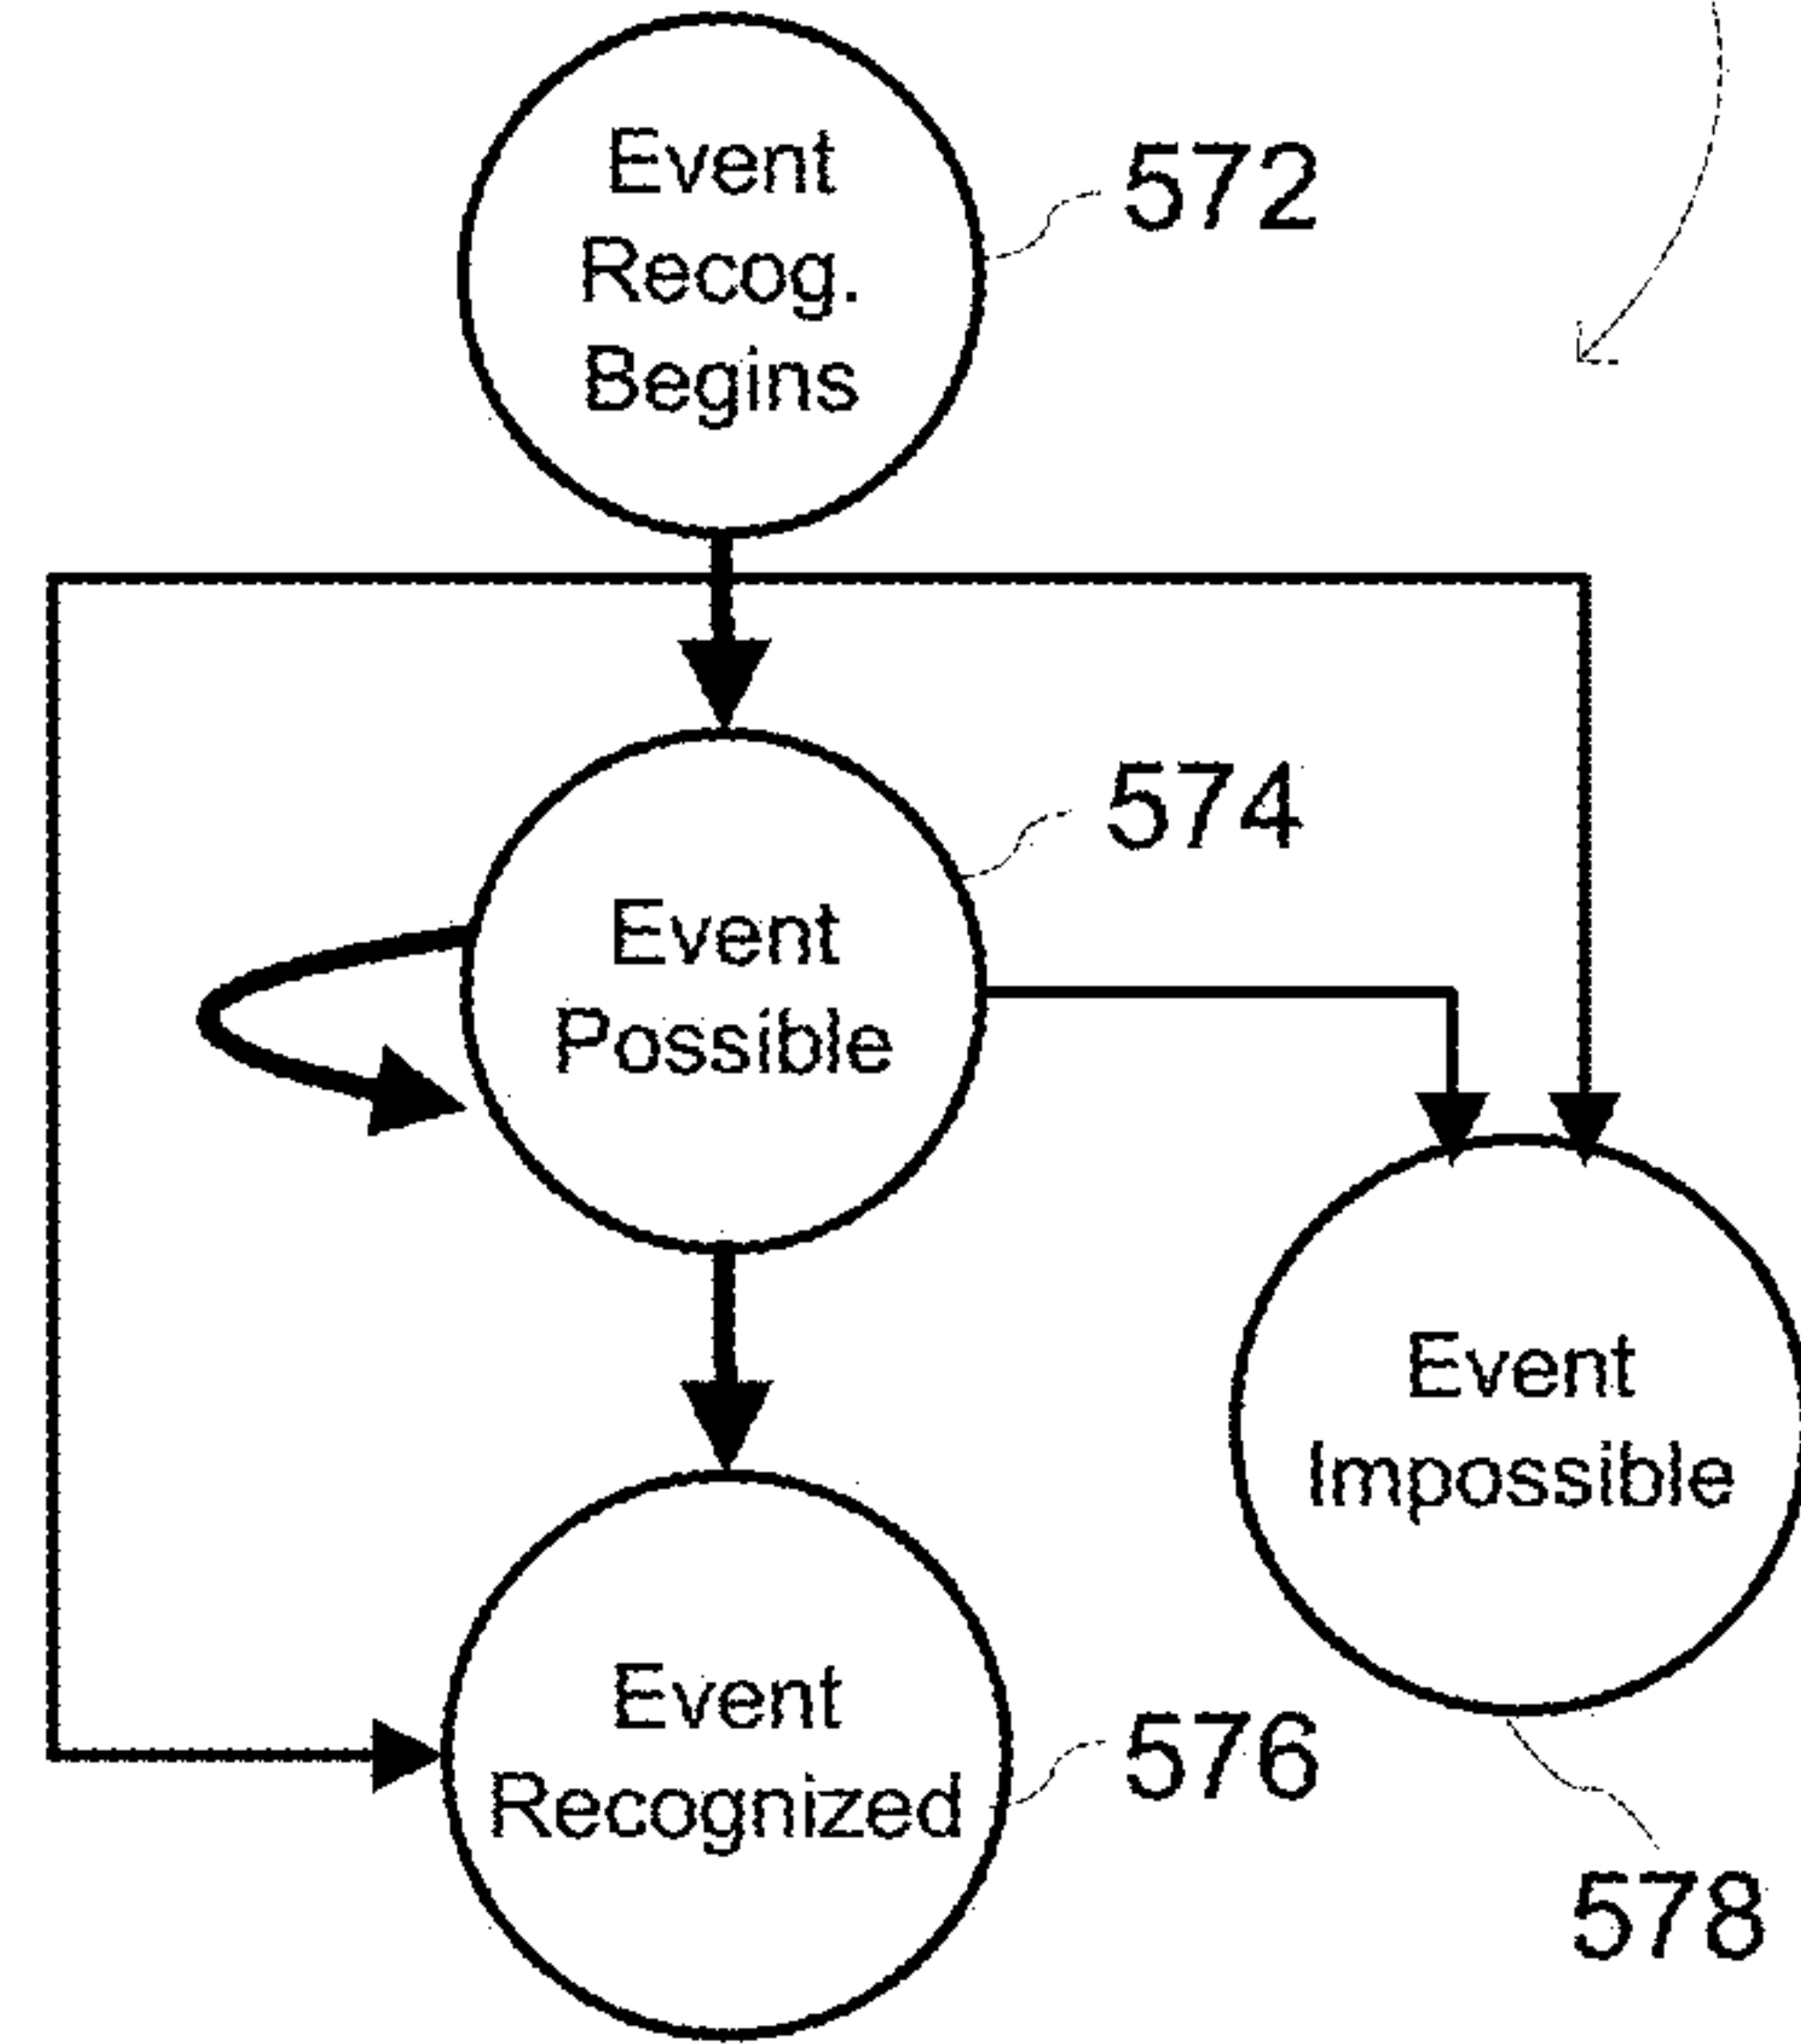 Event
Recog.
Begins
572
574
Event
Possible
Event
Impossible
Event
Recognized
576
578